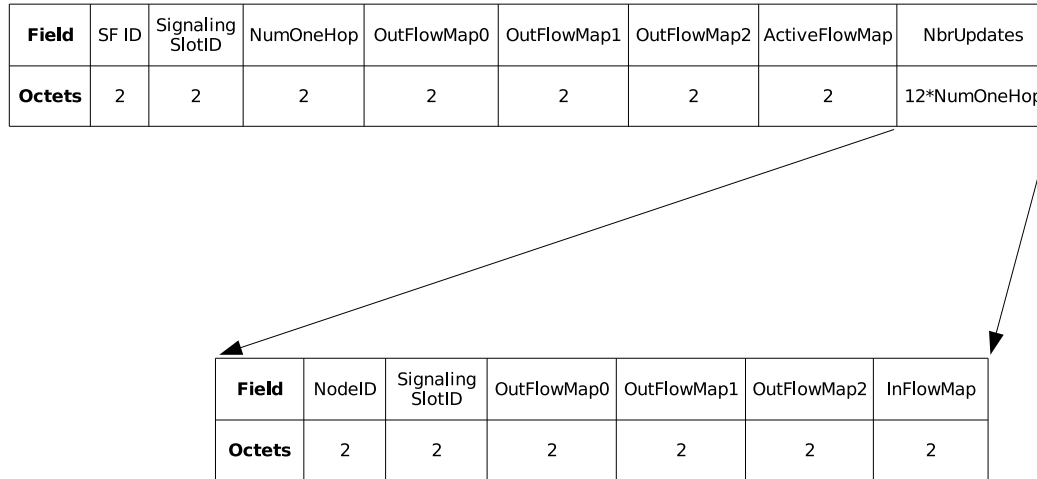 Field SF ID Signaling SlotID NumOneHop OutFlowMap0 OutFlowMap1 OutFlowMap2 ActiveFlowMap NbrUpdates
Octets 2 2 2 2 2 2 2 12*NumOneHop
Field NodeID Signaling SlotID OutFlowMap0 OutFlowMap1 OutFlowMap2 InFlowMap
Octets 2 2 2 2 2 2